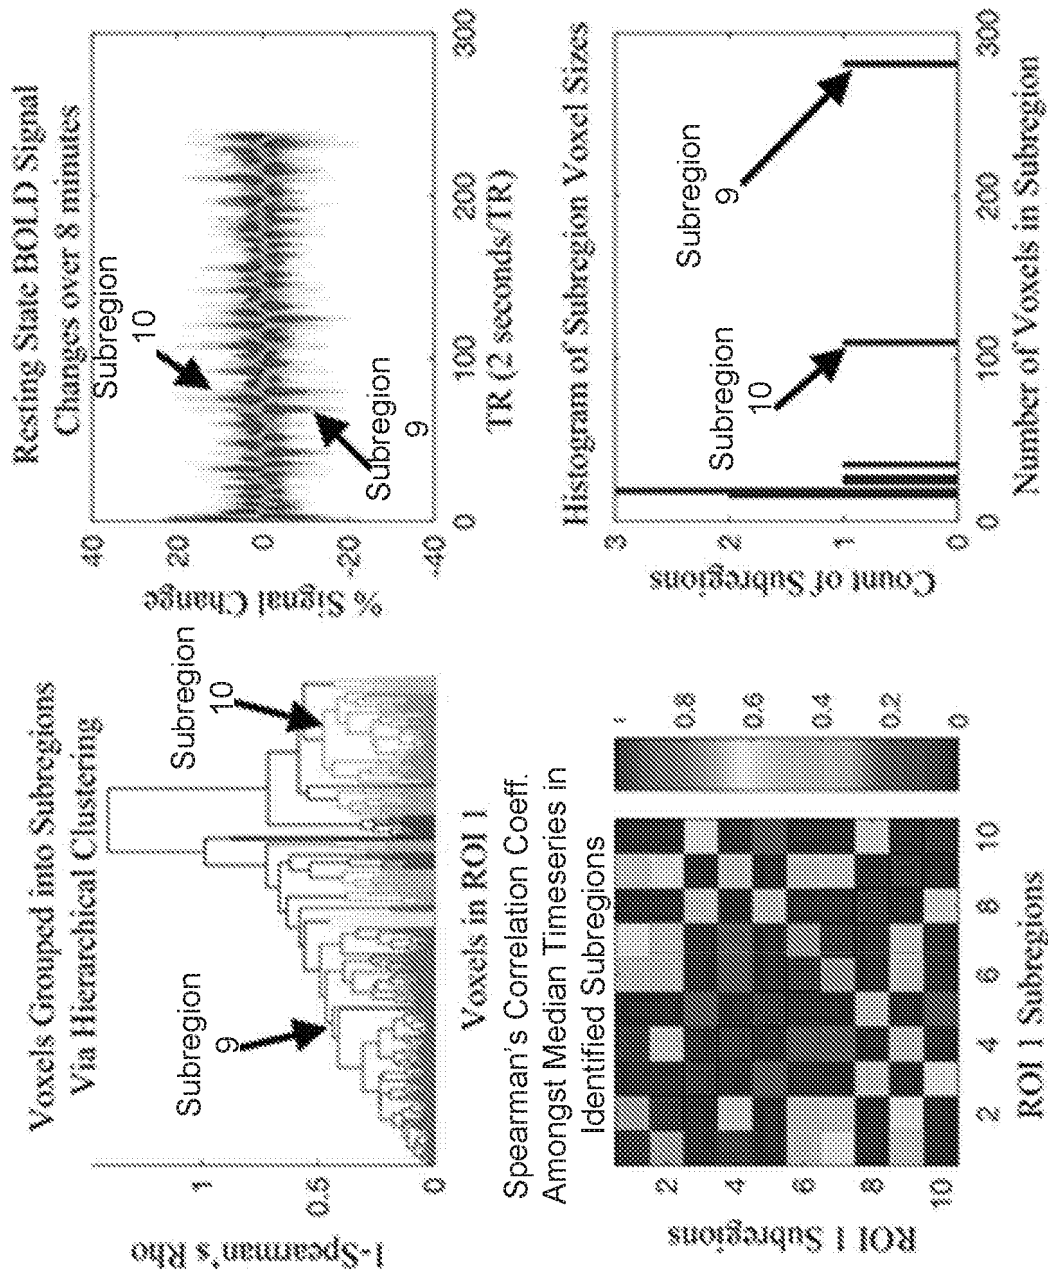 Voxels Grouped into Subregions
Via Hierarchical Clustering
1-Spearman's Rho
1
0.5
0
Subregion
9
Subregion
10
Voxels in ROI 1
Resting State BOLD Signal
Changes over 8 minutes
% Signal Change
40
20
0
-20
-40
Subregion
10
Subregion
9
0
100
200
300
TR (2 seconds/TR)
Spearman's Correlation Coeff.
Amongst Median Timeseries in
Identified Subregions
ROI 1 Subregions
2
4
6
8
10
2
4
6
8
10
ROI 1 Subregions
1
0.8
0.6
0.4
0.2
0
Histogram of Subregion Voxel Sizes
Count of Subregions
3
2
1
0
Subregion
10
Subregion
9
0
100
200
300
Number of Voxels in Subregion